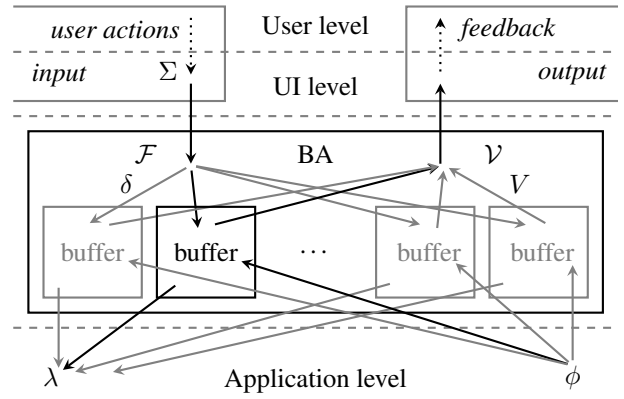 user actions User level feedback
input Σ UI level output
ℱ BA 𝒱
δ V
buffer buffer ··· buffer buffer
λ Application level ϕ